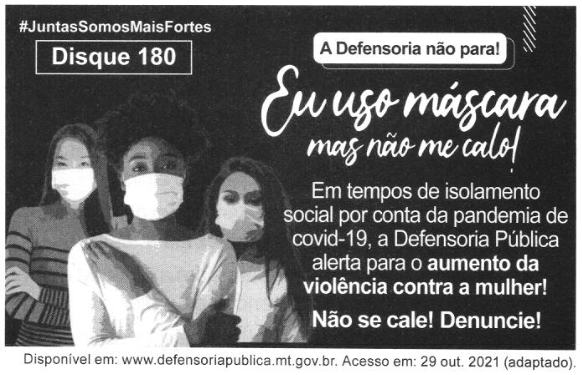 #JuntasSomosMaisFortes
Disque 180
A Defensoria não para!
Eu uso máscara
mas não me calo!
Em tempos de isolamento
social por conta da pandemia de
covid-19, a Defensoria Pública
alerta para o aumento da
violência contra a mulher!
Não se cale! Denuncie!
Disponível em: www.defensoriapublica.mt.gov.br. Acesso em: 29 out. 2021 (adaptado).